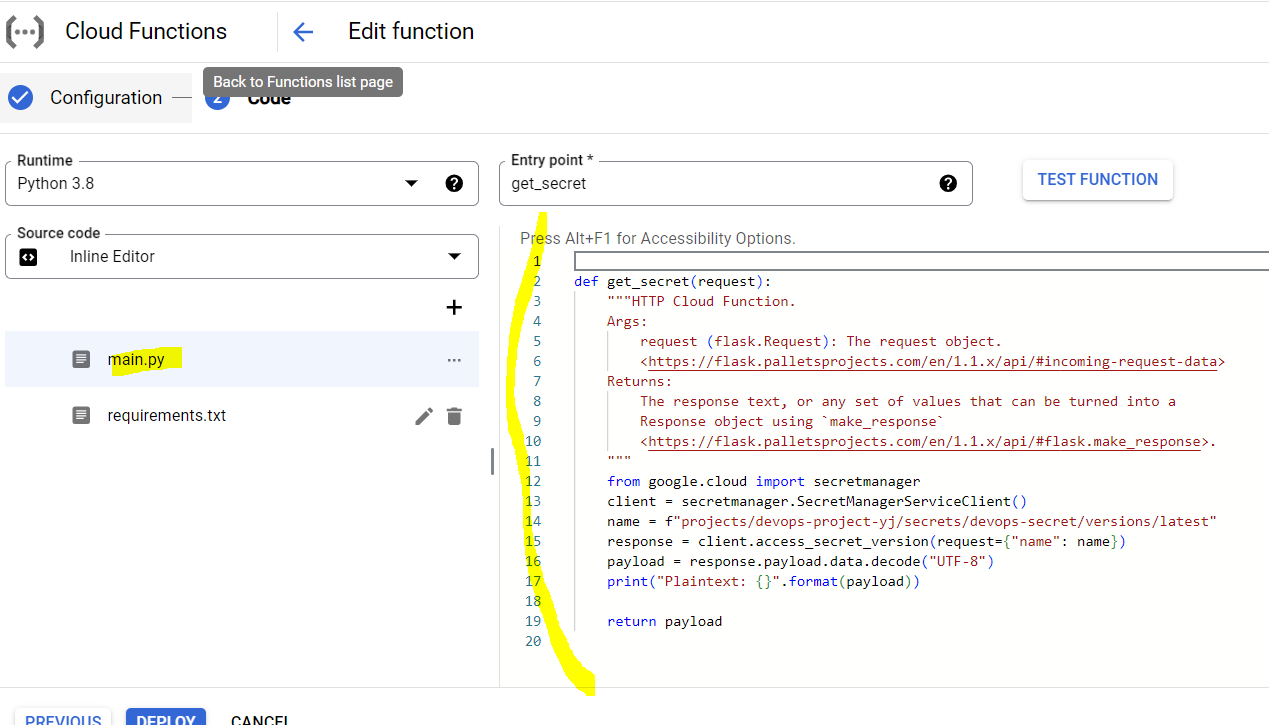 Cloud Functions
Edit function
Back to Functions list page
Configuration
2
Code
Runtime
Python 3.8
Entry point *
get_secret
TEST FUNCTION
Source code
Inline Editor
main.py
requirements.txt
Press Alt+F1 for Accessibility Options.
1
2 def get_secret(request):
3 """HTTP Cloud Function.
4 Args:
5 request (flask.Request): The request object.
6 <https://flask.palletsprojects.com/en/1.1.x/api/#incoming-request-data>
7 Returns:
8 The response text, or any set of values that can be turned into a
9 Response object using `make_response`
10 <https://flask.palletsprojects.com/en/1.1.x/api/#flask.make_response>.
11 """
12 from google.cloud import secretmanager
13 client = secretmanager.SecretManagerServiceClient()
14 name = f"projects/devops-project-yj/secrets/devops-secret/versions/latest"
15 response = client.access_secret_version(request={"name": name})
16 payload = response.payload.data.decode("UTF-8")
17 print("Plaintext: {}".format(payload))
18
19 return payload
20
PREVIOUS
DEPLOY
CANCEL